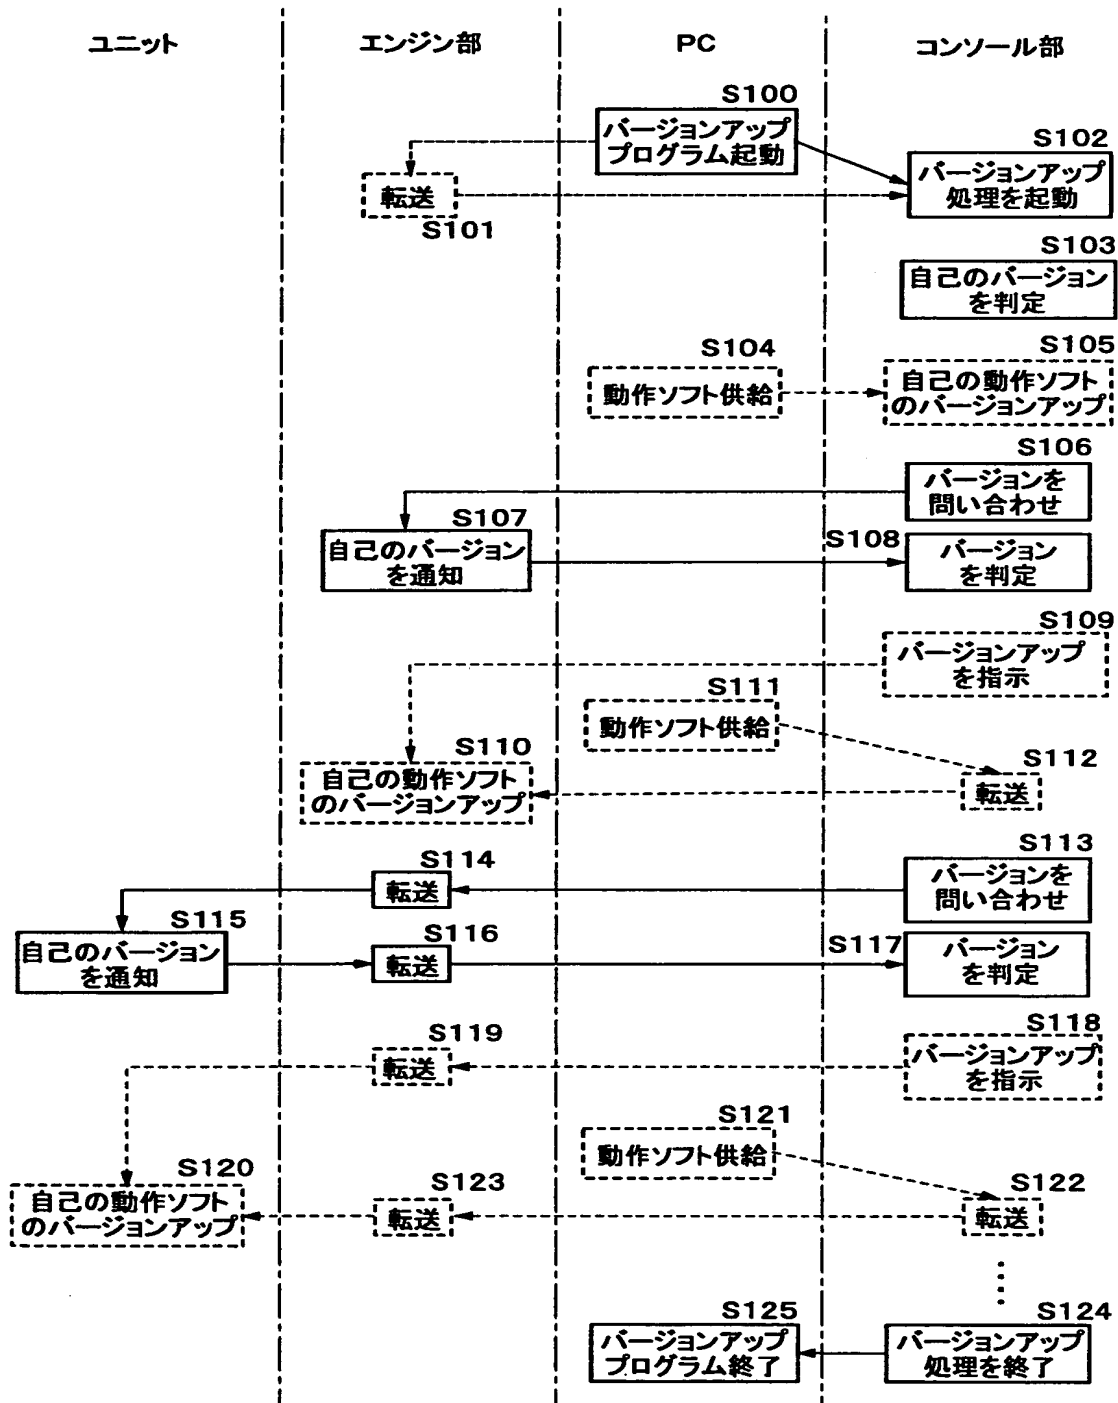 ユニット
エンジン部
PC
コンソール部
S100
バージョンアップ
プログラム起動
S102
バージョンアップ
処理を起動
転送
S101
S103
自己のバージョン
を判定
S104
動作ソフト供給
S105
自己の動作ソフト
のバージョンアップ
S106
バージョンを
問い合わせ
S107
自己のバージョン
を通知
S108
バージョン
を判定
S109
バージョンアップ
を指示
S111
動作ソフト供給
S110
自己の動作ソフト
のバージョンアップ
S112
転送
S113
バージョンを
問い合わせ
S114
転送
S115
自己のバージョン
を通知
S116
転送
S117
バージョン
を判定
S118
バージョンアップ
を指示
S119
転送
S121
動作ソフト供給
S120
自己の動作ソフト
のバージョンアップ
S123
転送
S122
転送
S125
バージョンアップ
プログラム終了
S124
バージョンアップ
処理を終了